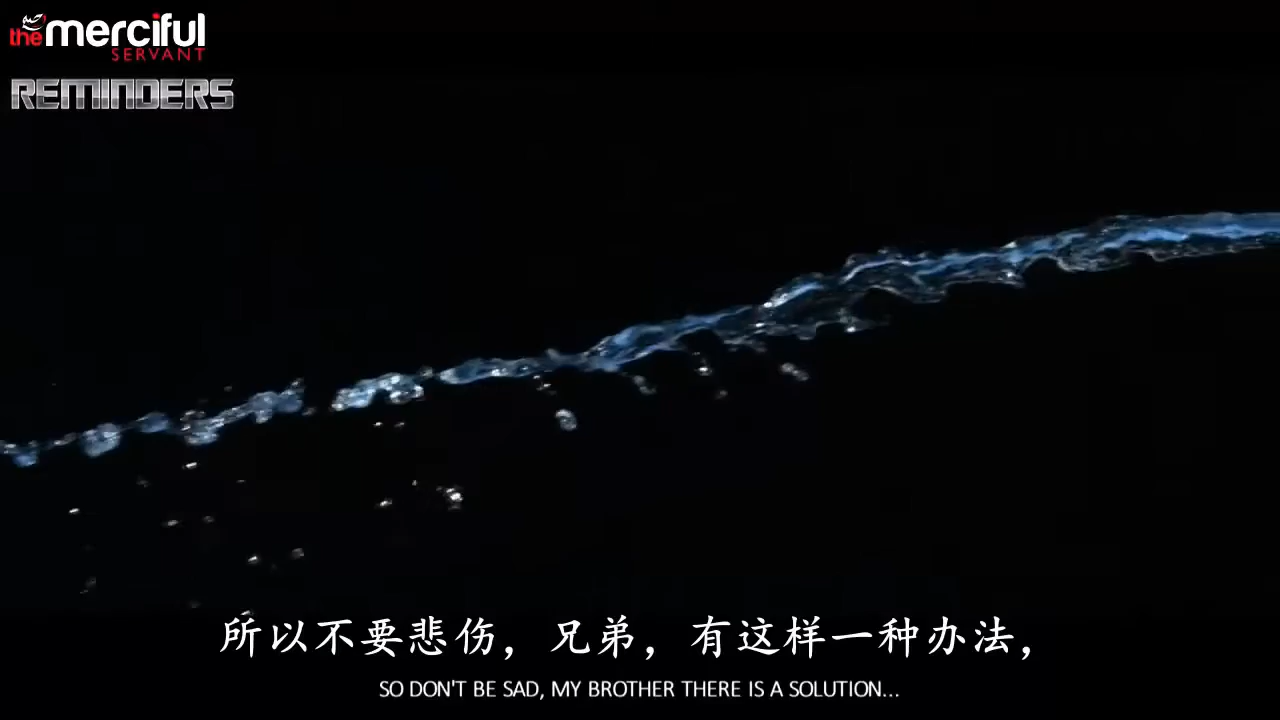 the merciful
SERVANT
REMINDERS
所以不要悲伤，兄弟，有这样一种办法，
SO DON'T BE SAD, MY BROTHER THERE IS A SOLUTION...